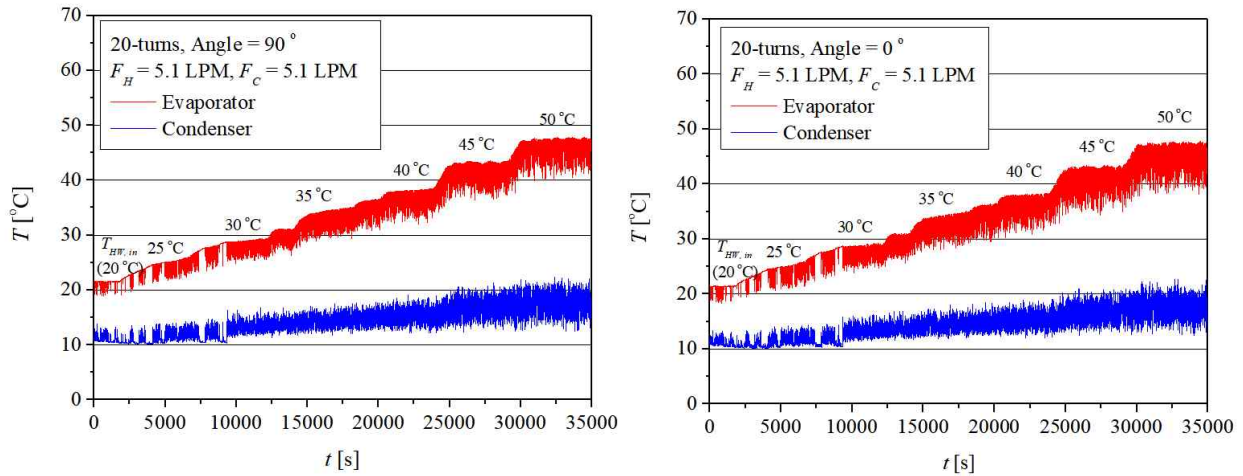 70
60
50
40
30
20
10
0
T [°C]
20-turns, Angle = 90 °
F_H = 5.1 LPM, F_C = 5.1 LPM
Evaporator
Condenser
T_HW, in
(20 °C)
25 °C
30 °C
35 °C
40 °C
45 °C
50 °C
0 5000 10000 15000 20000 25000 30000 35000
t [s]
70
60
50
40
30
20
10
0
T [°C]
20-turns, Angle = 0 °
F_H = 5.1 LPM, F_C = 5.1 LPM
Evaporator
Condenser
T_HW, in
(20 °C)
25 °C
30 °C
35 °C
40 °C
45 °C
50 °C
0 5000 10000 15000 20000 25000 30000 35000
t [s]